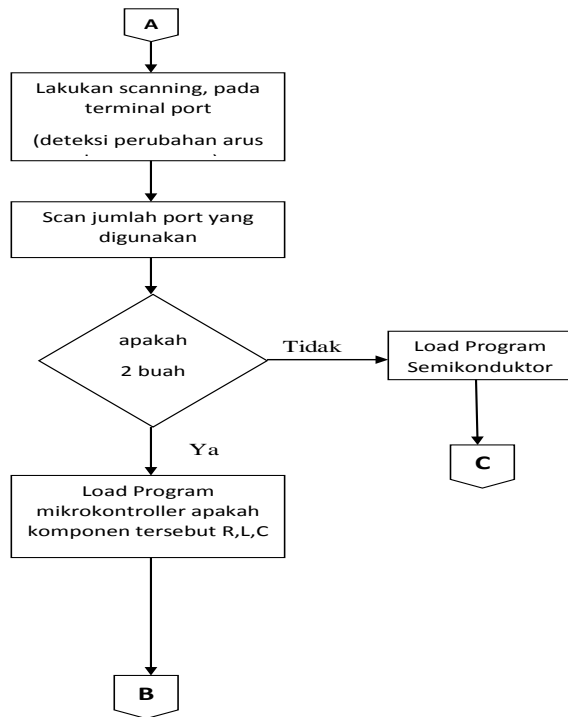 A
Lakukan scanning, pada
terminal port
(deteksi perubahan arus
Scan jumlah port yang
digunakan
apakah
2 buah
Tidak
Load Program
Semikonduktor
C
Ya
Load Program
mikrokontroller apakah
komponen tersebut R,L,C
B